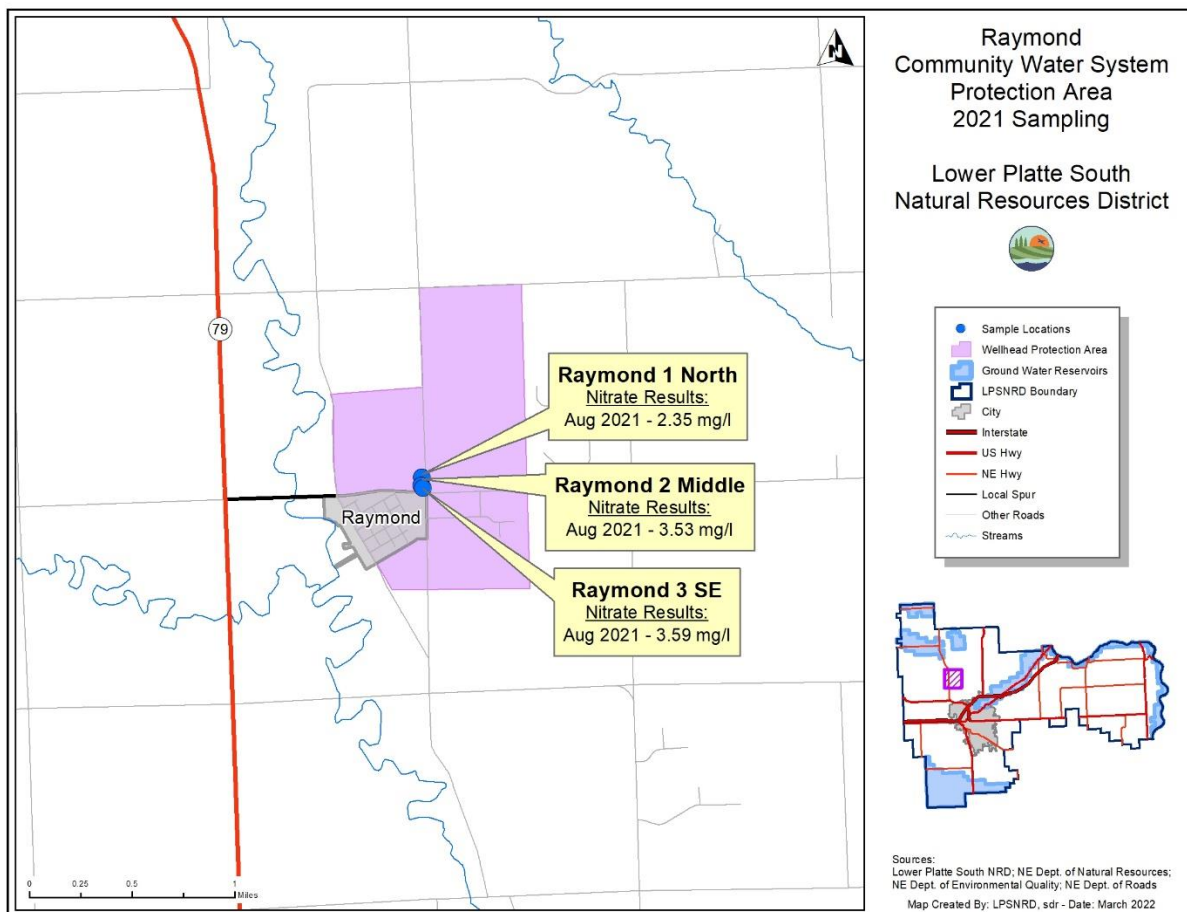 Raymond
Community Water System
Protection Area
2021 Sampling
Lower Platte South
Natural Resources District
N
79
Raymond 1 North
Nitrate Results:
Aug 2021 - 2.35 mg/l
Raymond 2 Middle
Nitrate Results:
Aug 2021 - 3.53 mg/l
Raymond 3 SE
Nitrate Results:
Aug 2021 - 3.59 mg/l
Raymond
Sample Locations
Wellhead Protection Area
Ground Water Reservoirs
LPSNRD Boundary
City
Interstate
US Hwy
NE Hwy
Local Spur
Other Roads
Streams
0 0.25 0.5 1
Miles
Sources:
Lower Platte South NRD; NE Dept. of Natural Resources;
NE Dept. of Environmental Quality; NE Dept. of Roads
Map Created By: LPSNRD, sdr - Date: March 2022